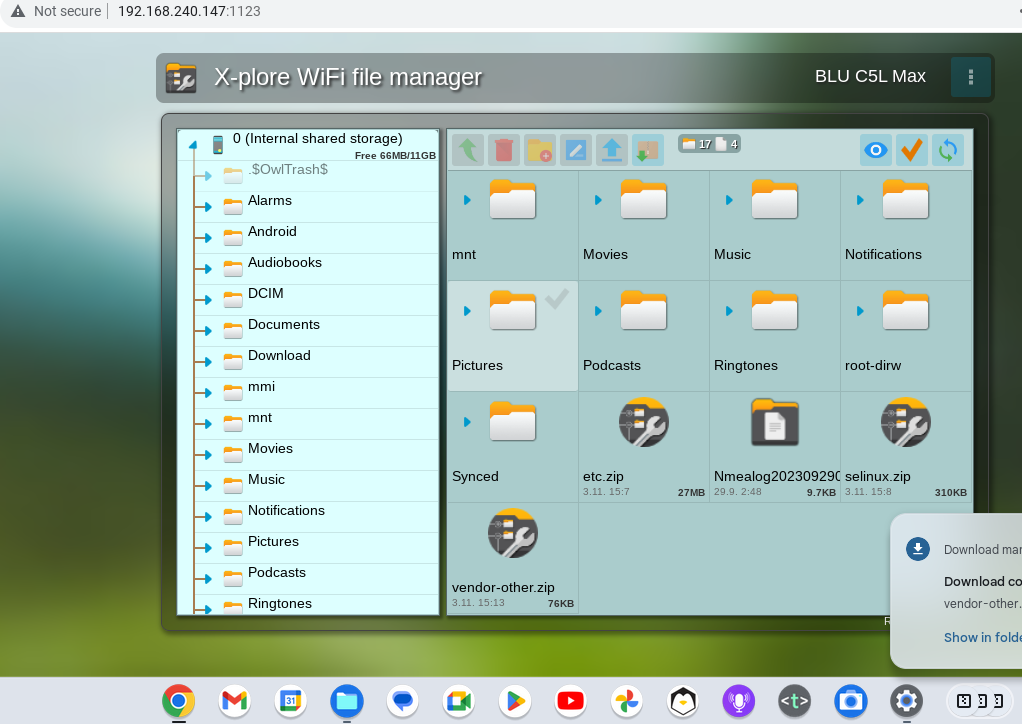 Not secure 192.168.240.147:1123
X-plore WiFi file manager
BLU C5L Max
0 (Internal shared storage)
Free 66MB/11GB
.$OwlTrash$
Alarms
Android
Audiobooks
DCIM
Documents
Download
mmi
mnt
Movies
Music
Notifications
Pictures
Podcasts
Ringtones
17 4
mnt Movies Music Notifications
Pictures Podcasts Ringtones root-dirw
Synced etc.zip Nmealog202309290 selinux.zip
3.11. 15:7 27MB 29.9. 2:48 9.7KB 3.11. 15:8 310KB
vendor-other.zip
3.11. 15:13 76KB
R
Download mar
Download co
vendor-other.
Show in folde
31
<t>